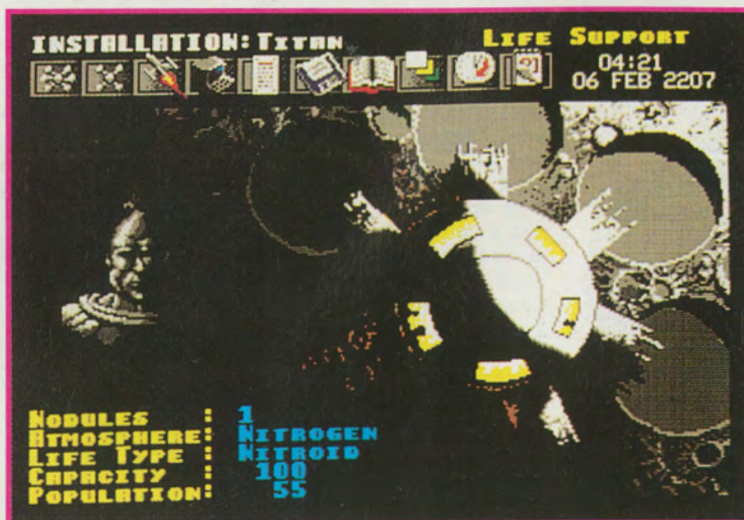 INSTALLATION: TITAN
LIFE SUPPORT
04:21
06 FEB 2207
NODULES : 1
ATMOSPHERE: NITROGEN
LIFE TYPE : NITROID
CAPACITY : 100
POPULATION: 55